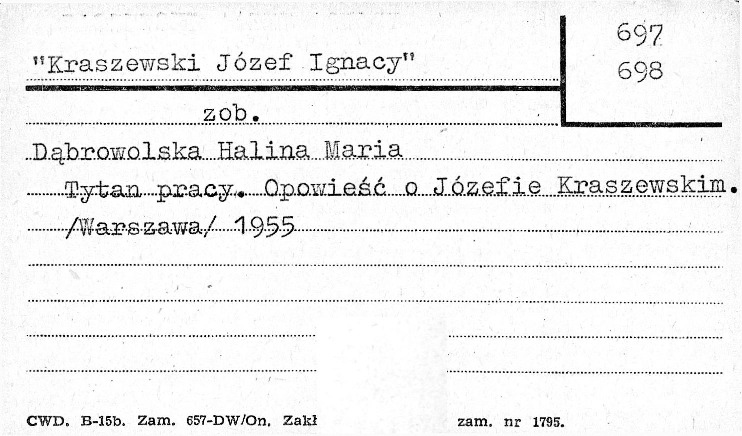 "Kraszewski Józef Ignacy"
697
698
zob.
Dąbrowolska Halina Maria
Tytan pracy. Opowieść o Józefie Kraszewskim.
/Warszawa/ 1955
CWD. B-15b. Zam. 657-DW/On. Zakł zam. nr 1795.